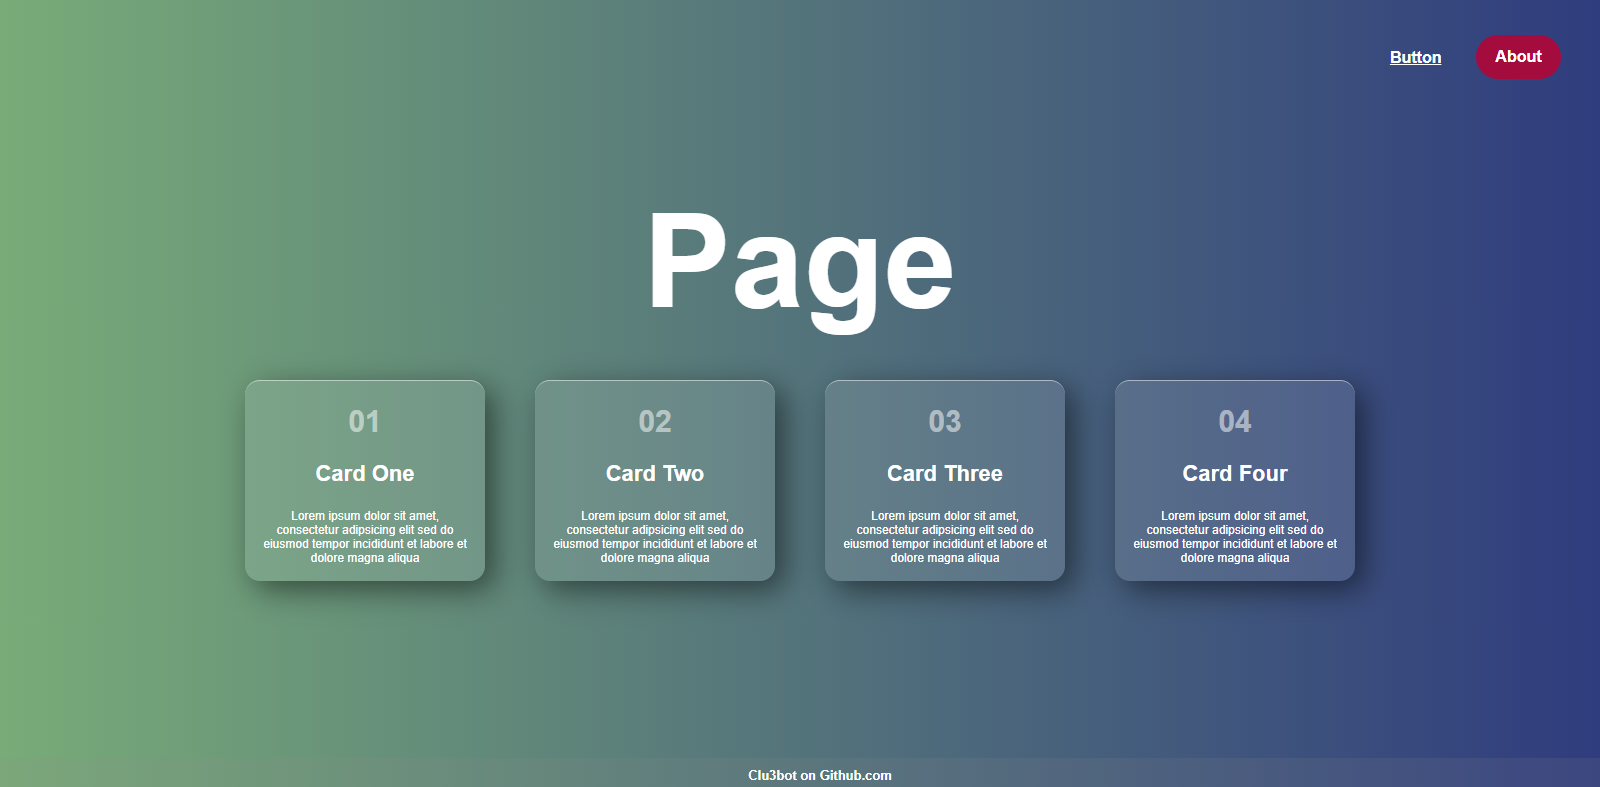 Button
About
Page
01
Card One
Lorem ipsum dolor sit amet,
consectetur adipsicing elit sed do
eiusmod tempor incididunt et labore et
dolore magna aliqua
02
Card Two
Lorem ipsum dolor sit amet,
consectetur adipsicing elit sed do
eiusmod tempor incididunt et labore et
dolore magna aliqua
03
Card Three
Lorem ipsum dolor sit amet,
consectetur adipsicing elit sed do
eiusmod tempor incididunt et labore et
dolore magna aliqua
04
Card Four
Lorem ipsum dolor sit amet,
consectetur adipsicing elit sed do
eiusmod tempor incididunt et labore et
dolore magna aliqua
Clu3bot on Github.com